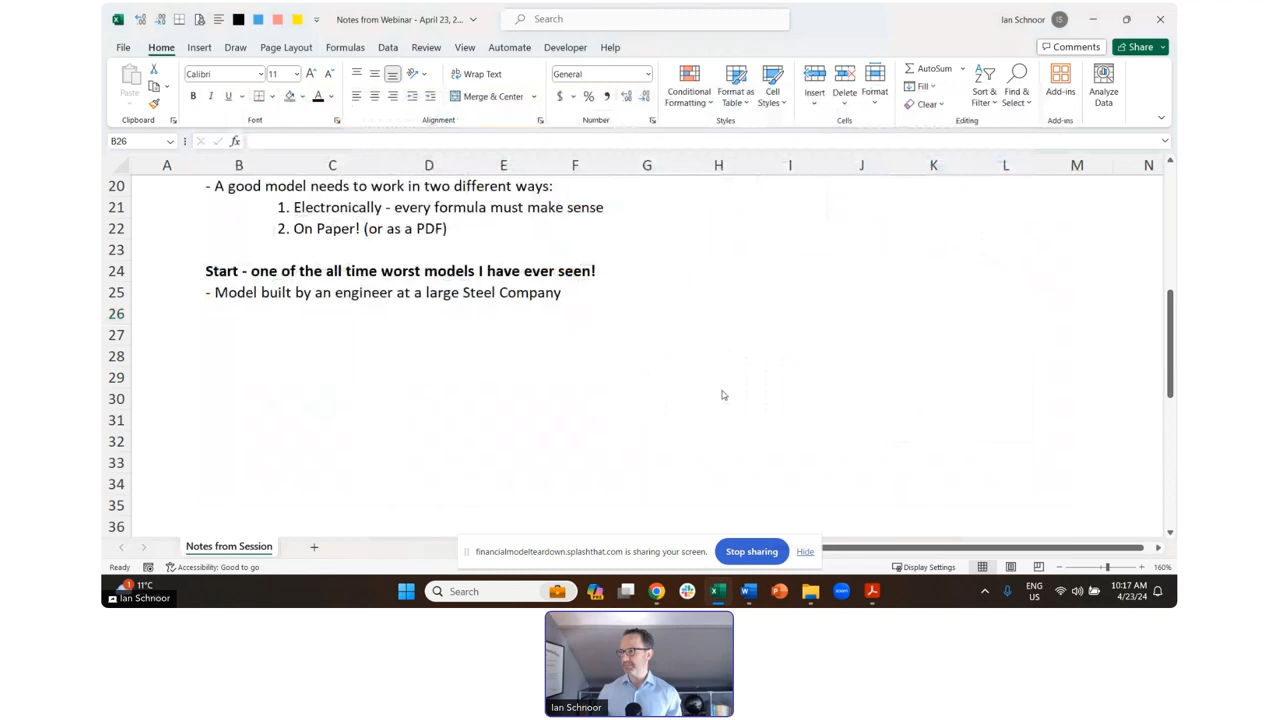 Notes from Webinar - April 23, 2...
Search
Ian Schnoor
IS
File
Home
Insert
Draw
Page Layout
Formulas
Data
Review
View
Automate
Developer
Help
Comments
Share
Paste
Calibri
11
Wrap Text
General
Conditional
Formatting
Format as
Table
Cell
Styles
Insert
Delete
Format
AutoSum
Fill
Clear
Sort &
Filter
Find &
Select
Add-ins
Analyze
Data
B I U
Merge & Center
$ % ,
Clipboard
Font
Alignment
Number
Styles
Cells
Editing
Add-ins
B26
fx
A B C D E F G H I J K L M N
20 - A good model needs to work in two different ways:
21 1. Electronically - every formula must make sense
22 2. On Paper! (or as a PDF)
23
24 Start - one of the all time worst models I have ever seen!
25 - Model built by an engineer at a large Steel Company
26
27
28
29
30
31
32
33
34
35
36
Notes from Session
financialmodelteardown.splashthat.com is sharing your screen.
Stop sharing
Hide
Ready
Accessibility: Good to go
Display Settings
160%
1
11°C
Ian Schnoor
Search
zoom
ENG
US
10:17 AM
4/23/24
Ian Schnoor